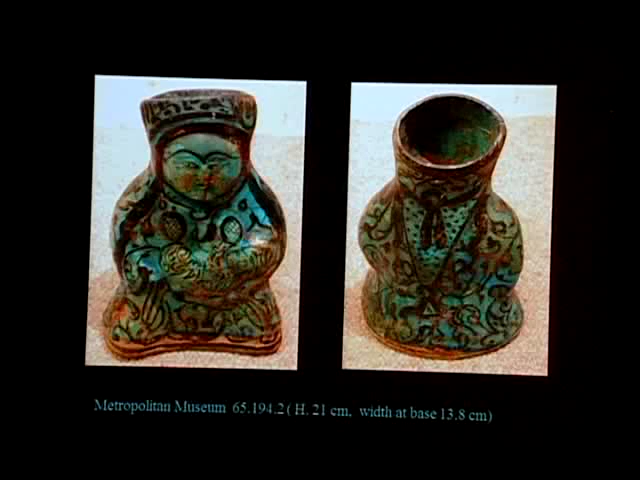 Metropolitan Museum 65.194.2 ( H. 21 cm, width at base 13.8 cm)